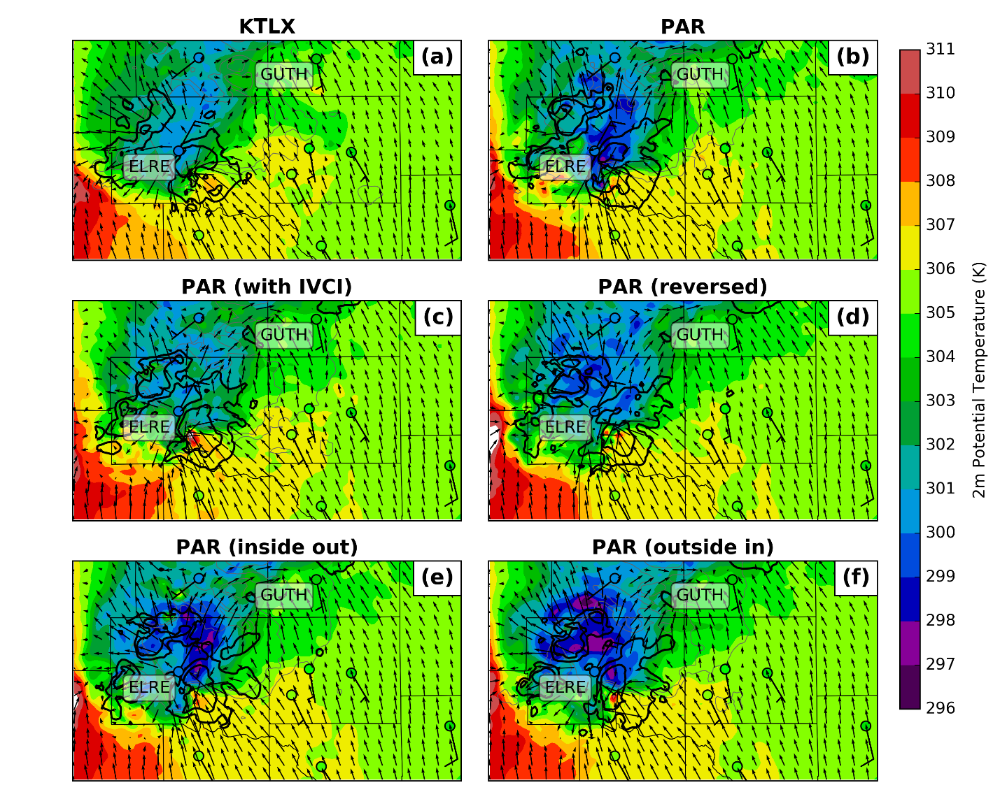 KTLX
PAR
(a)
GUTH
ELRE
(b)
GUTH
ELRE
PAR (with IVCI)
PAR (reversed)
(c)
GUTH
ELRE
(d)
GUTH
ELRE
PAR (inside out)
PAR (outside in)
(e)
GUTH
ELRE
(f)
GUTH
ELRE
311
310
309
308
307
306
305
304
303
302
301
300
299
298
297
296
2m Potential Temperature (K)